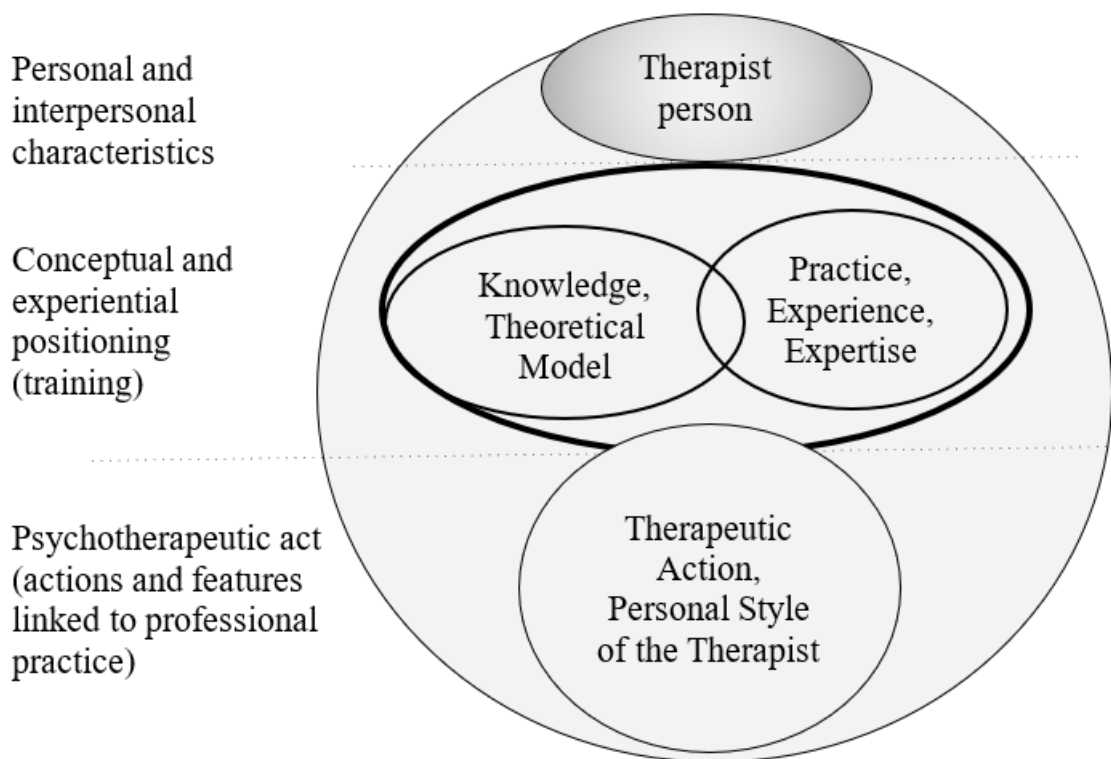 Personal and
interpersonal
characteristics
Therapist
person
Conceptual and
experiential
positioning
(training)
Knowledge,
Theoretical
Model
Practice,
Experience,
Expertise
Psychotherapeutic act
(actions and features
linked to professional
practice)
Therapeutic
Action,
Personal Style
of the Therapist